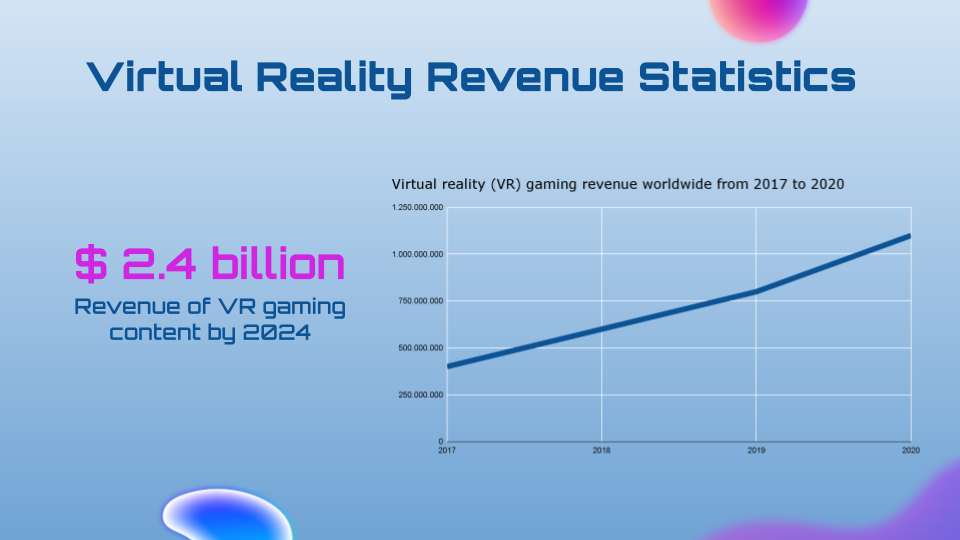 Virtual Reality Revenue Statistics
Virtual reality (VR) gaming revenue worldwide from 2017 to 2020
$ 2.4 billion
Revenue of VR gaming
content by 2024
1.250.000.000
1.000.000.000
750.000.000
500.000.000
250.000.000
0
2017 2018 2019 2020